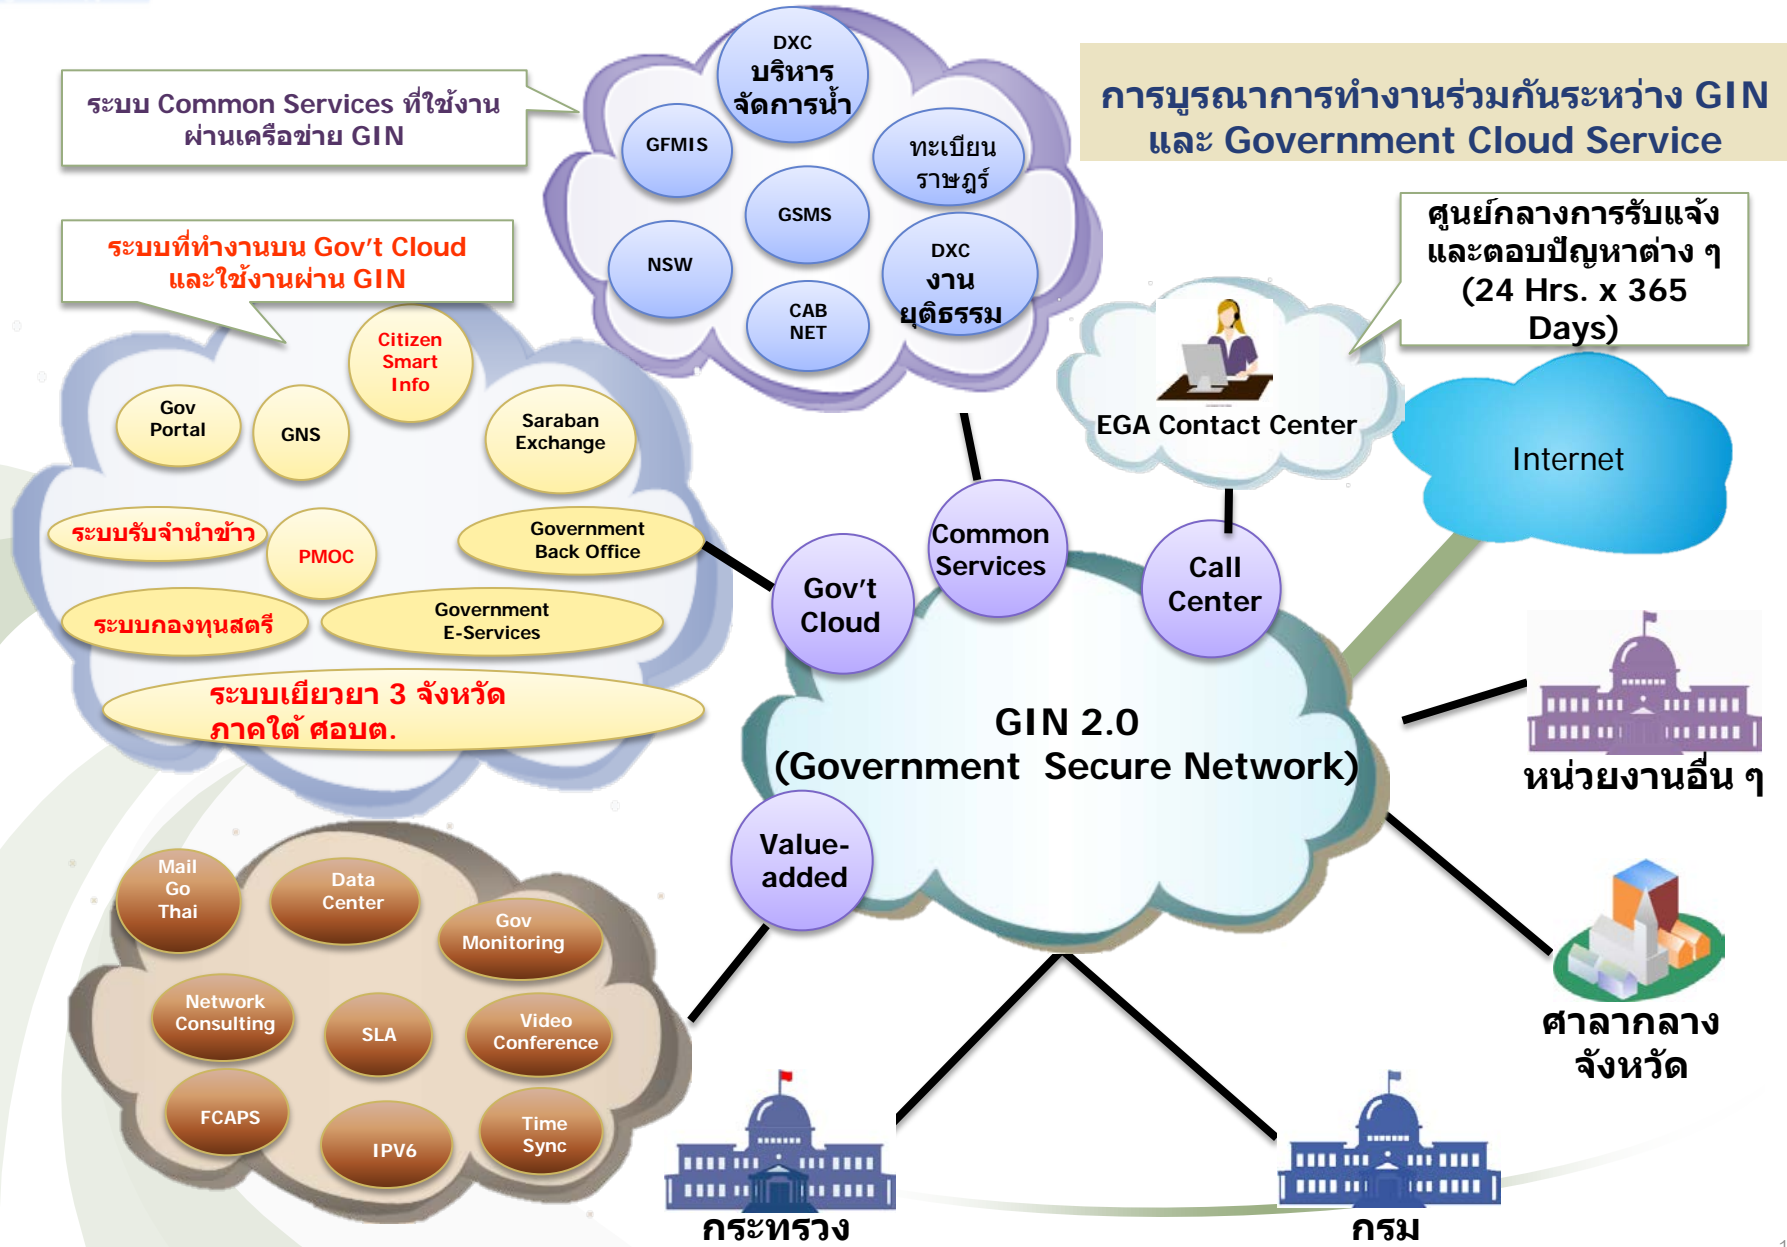 การบูรณาการทำงานร่วมกันระหว่าง GIN
และ Government Cloud Service
ระบบ Common Services ที่ใช้งาน
ผ่านเครือข่าย GIN
DXC
บริหาร
จัดการน้ำ
GFMIS
ทะเบียน
ราษฎร์
GSMS
NSW
DXC
งาน
ยุติธรรม
CAB
NET
ศูนย์กลางการรับแจ้ง
และตอบปัญหาต่าง ๆ
(24 Hrs. x 365
Days)
ระบบที่ทำงานบน Gov't Cloud
และใช้งานผ่าน GIN
Citizen
Smart
Info
Gov
Portal
GNS
Saraban
Exchange
ระบบรับจำนำข้าว
PMOC
Government
Back Office
ระบบกองทุนสตรี
Government
E-Services
ระบบเยียวยา 3 จังหวัด
ภาคใต้ ศอบต.
EGA Contact Center
Internet
Gov't
Cloud
Common
Services
Call
Center
GIN 2.0
(Government Secure Network)
Value-
added
หน่วยงานอื่น ๆ
ศาลากลาง
จังหวัด
Mail
Go
Thai
Data
Center
Gov
Monitoring
Network
Consulting
SLA
Video
Conference
FCAPS
IPV6
Time
Sync
กระทรวง
กรม